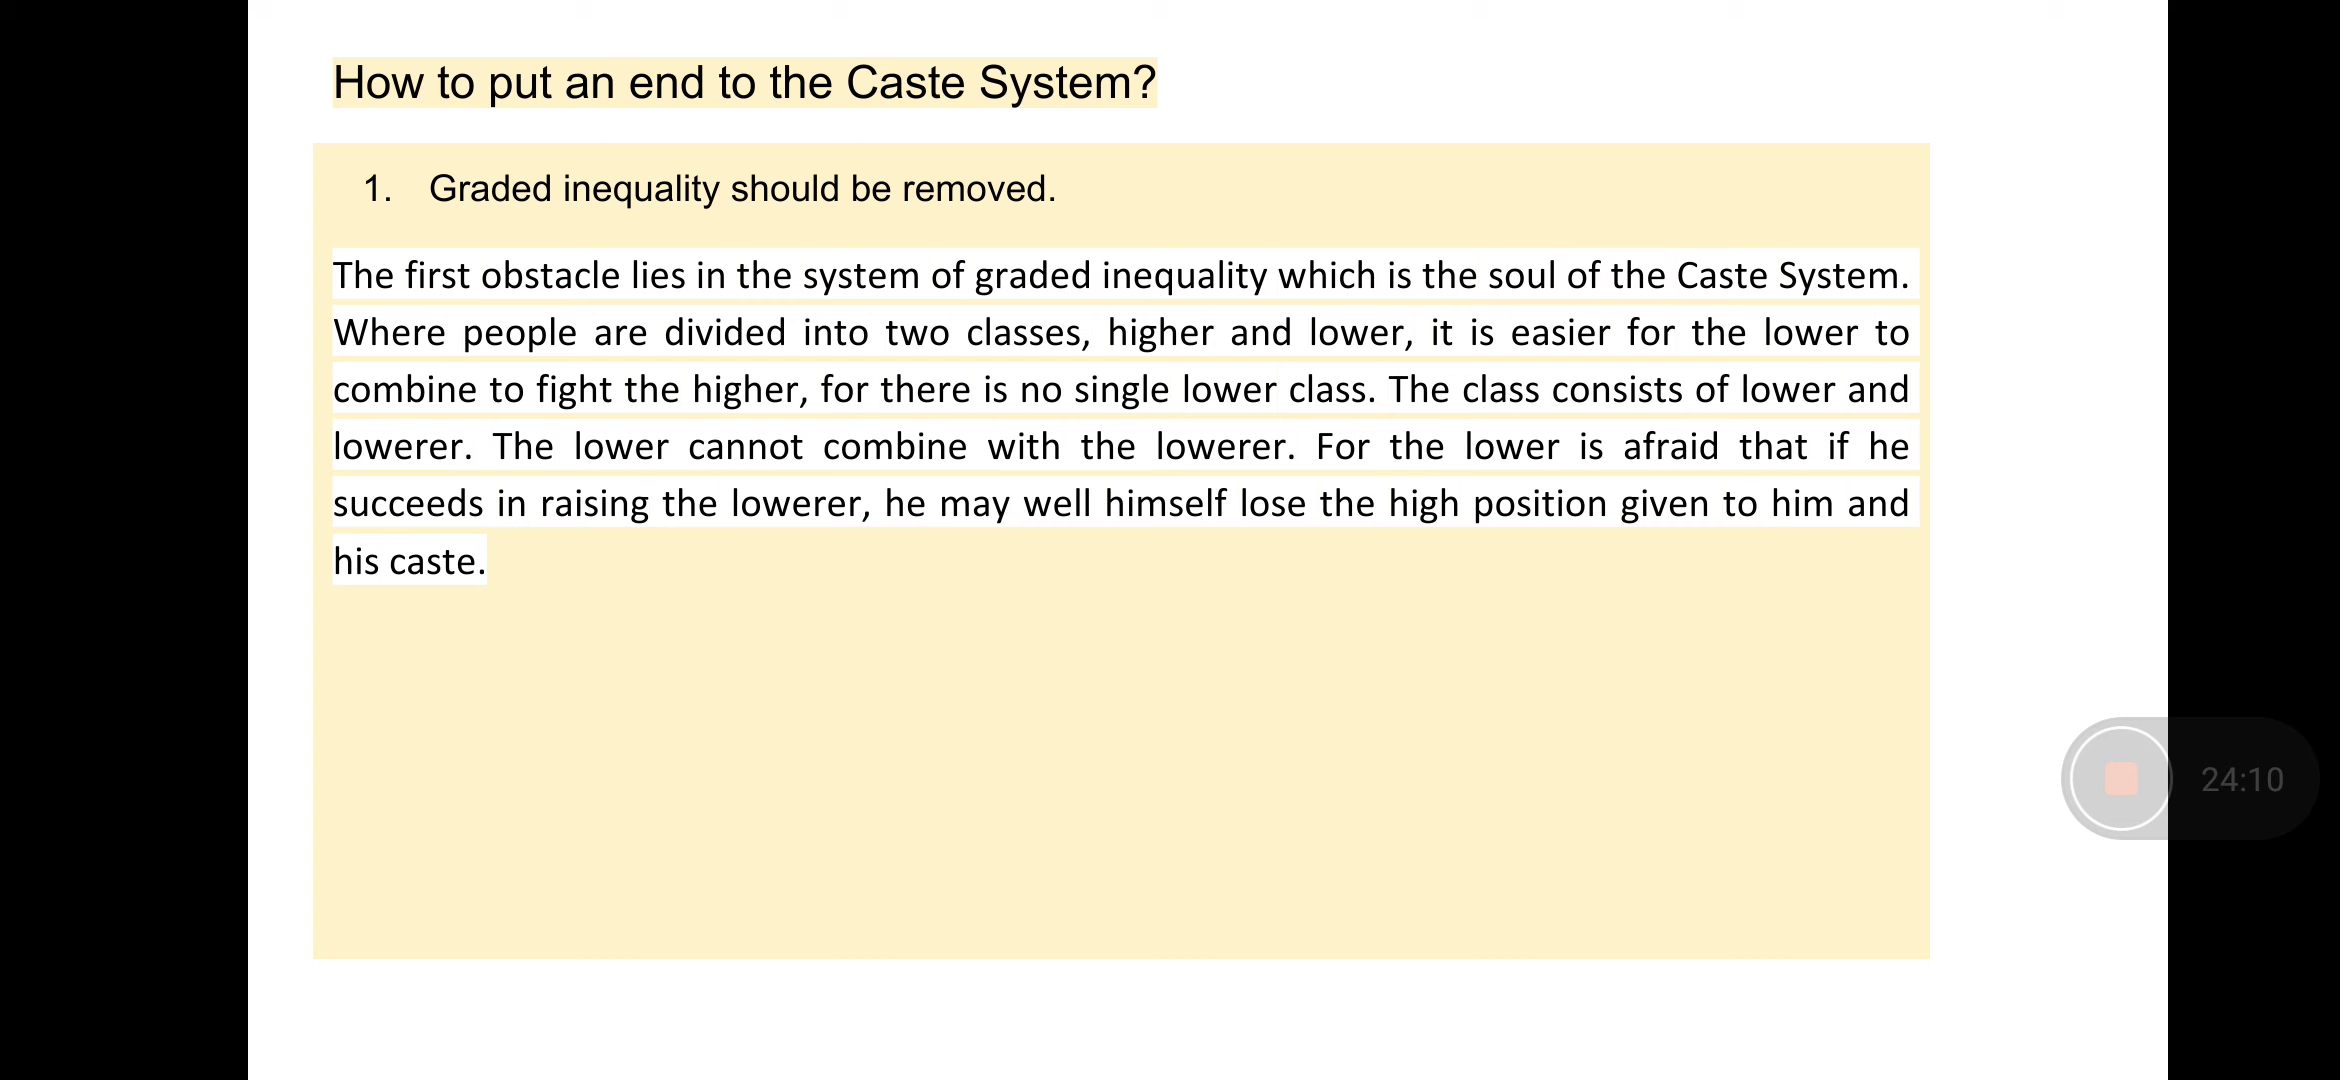 How to put an end to the Caste System?
1. Graded inequality should be removed.
The first obstacle lies in the system of graded inequality which is the soul of the Caste System.
Where people are divided into two classes, higher and lower, it is easier for the lower to
combine to fight the higher, for there is no single lower class. The class consists of lower and
lowerer. The lower cannot combine with the lowerer. For the lower is afraid that if he
succeeds in raising the lowerer, he may well himself lose the high position given to him and
his caste.
24:10